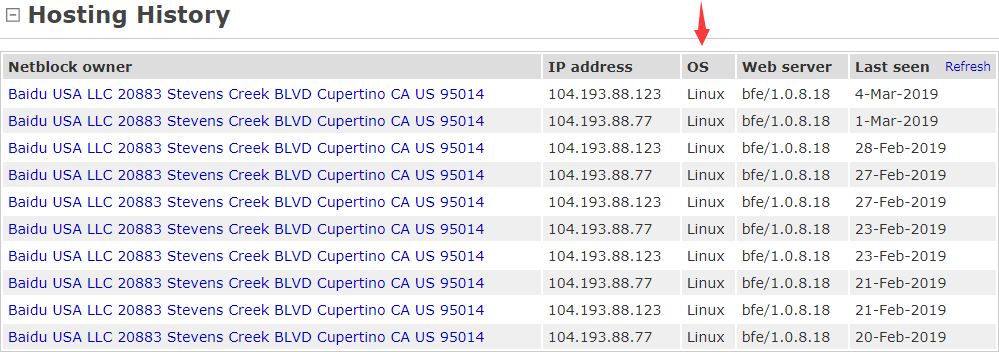 Hosting History
Netblock owner IP address OS Web server Last seen Refresh
Baidu USA LLC 20883 Stevens Creek BLVD Cupertino CA US 95014 104.193.88.123 Linux bfe/1.0.8.18 4-Mar-2019
Baidu USA LLC 20883 Stevens Creek BLVD Cupertino CA US 95014 104.193.88.77 Linux bfe/1.0.8.18 1-Mar-2019
Baidu USA LLC 20883 Stevens Creek BLVD Cupertino CA US 95014 104.193.88.123 Linux bfe/1.0.8.18 28-Feb-2019
Baidu USA LLC 20883 Stevens Creek BLVD Cupertino CA US 95014 104.193.88.77 Linux bfe/1.0.8.18 27-Feb-2019
Baidu USA LLC 20883 Stevens Creek BLVD Cupertino CA US 95014 104.193.88.123 Linux bfe/1.0.8.18 27-Feb-2019
Baidu USA LLC 20883 Stevens Creek BLVD Cupertino CA US 95014 104.193.88.77 Linux bfe/1.0.8.18 23-Feb-2019
Baidu USA LLC 20883 Stevens Creek BLVD Cupertino CA US 95014 104.193.88.123 Linux bfe/1.0.8.18 23-Feb-2019
Baidu USA LLC 20883 Stevens Creek BLVD Cupertino CA US 95014 104.193.88.77 Linux bfe/1.0.8.18 21-Feb-2019
Baidu USA LLC 20883 Stevens Creek BLVD Cupertino CA US 95014 104.193.88.123 Linux bfe/1.0.8.18 21-Feb-2019
Baidu USA LLC 20883 Stevens Creek BLVD Cupertino CA US 95014 104.193.88.77 Linux bfe/1.0.8.18 20-Feb-2019